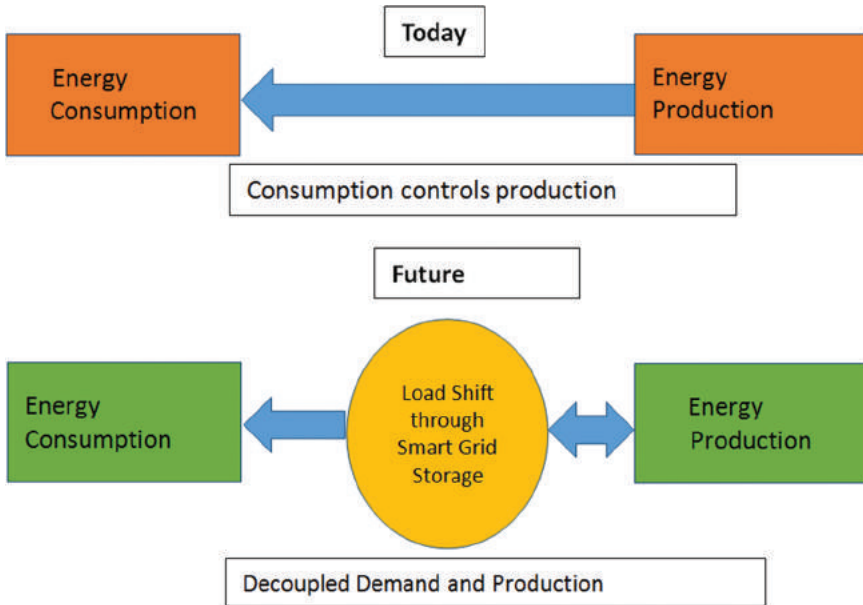 Today
Energy
Consumption
Energy
Production
Consumption controls production
Future
Energy
Consumption
Load Shift
through
Smart Grid
Storage
Energy
Production
Decoupled Demand and Production